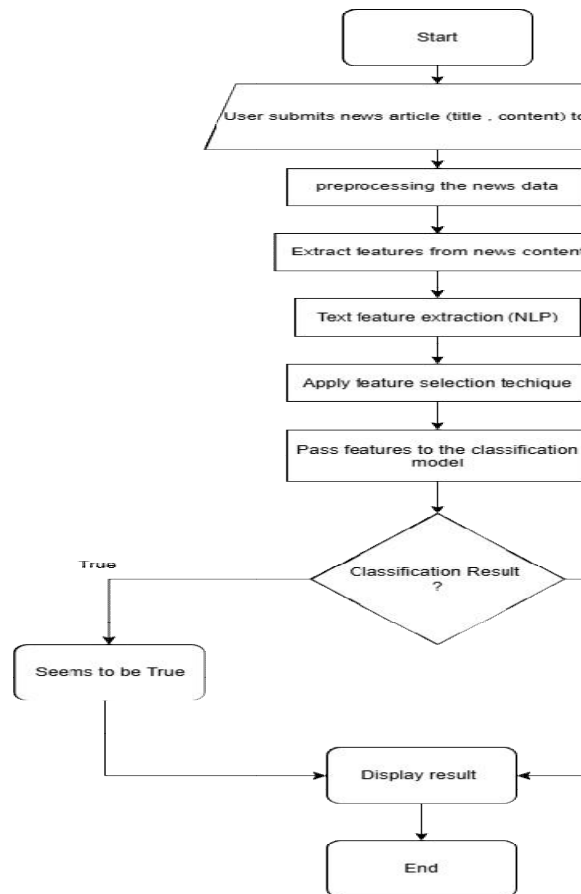 Start
User submits news article (title , content) to
preprocessing the news data
Extract features from news content
Text feature extraction (NLP)
Apply feature selection techique
Pass features to the classification
model
True
Classification Result
?
Seems to be True
Display result
End